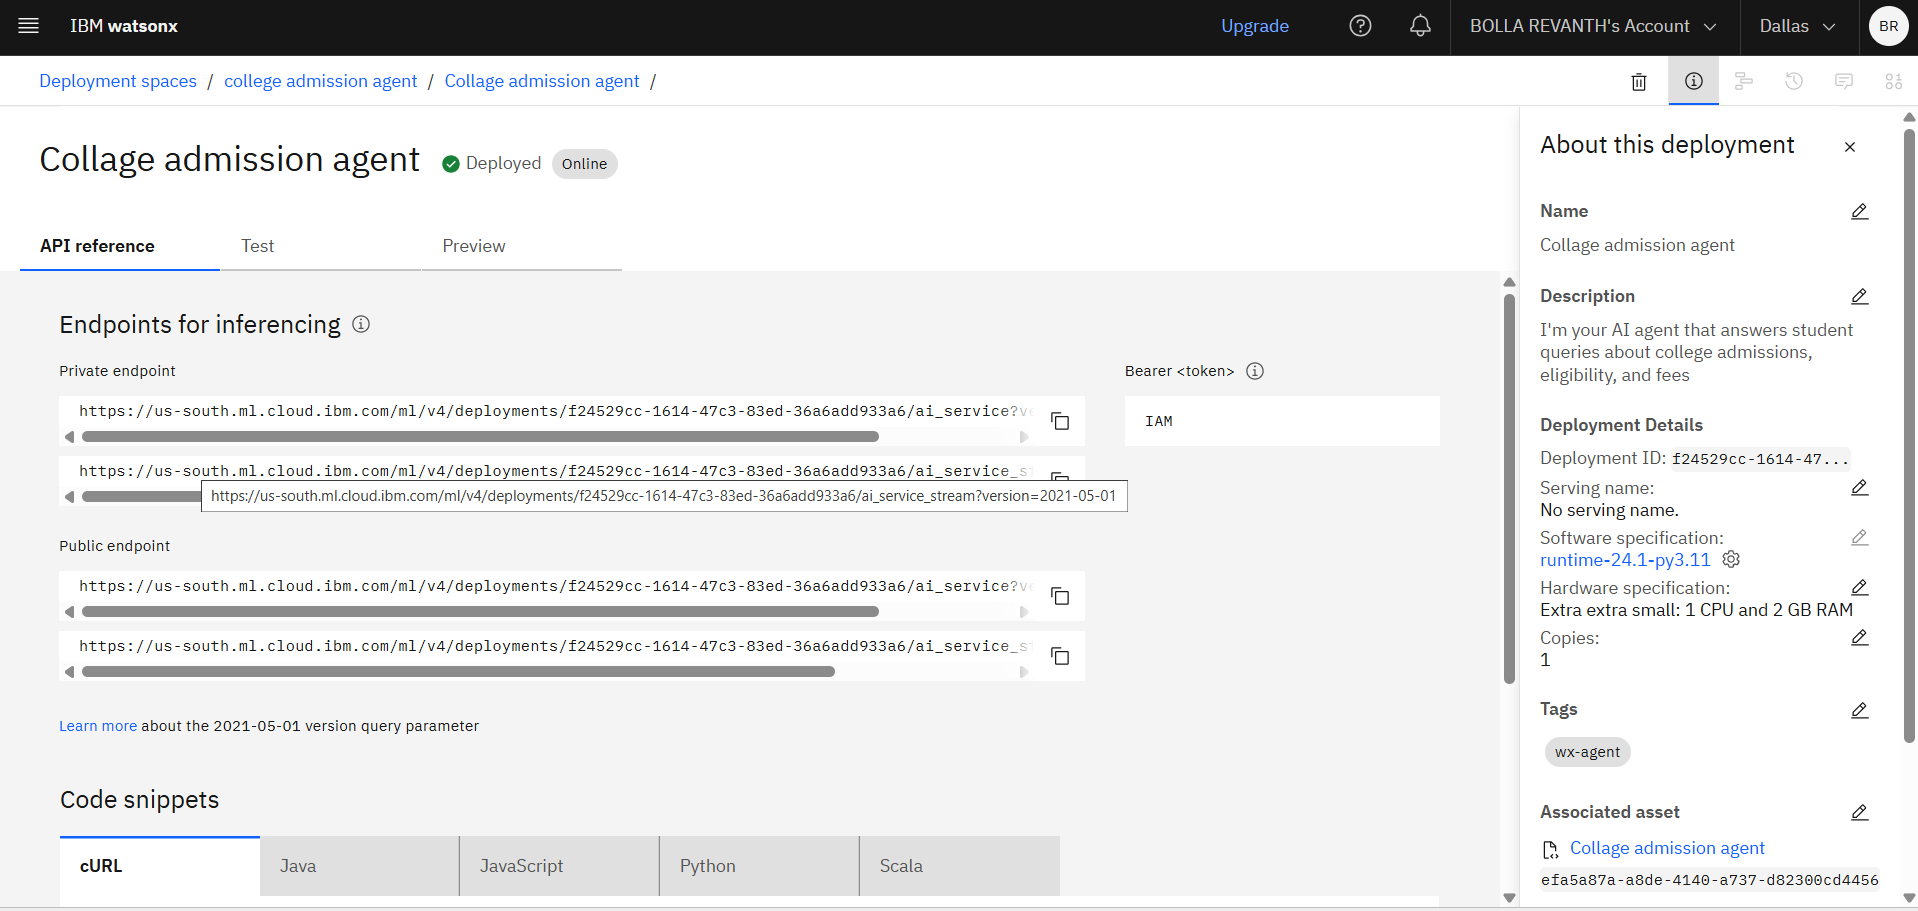 IBM watsonx
Upgrade
BOLLA REVANTH's Account
Dallas
BR
Deployment spaces / college admission agent / Collage admission agent /
Collage admission agent
Deployed
Online
API reference
Test
Preview
Endpoints for inferencing
Private endpoint
https://us-south.ml.cloud.ibm.com/ml/v4/deployments/f24529cc-1614-47c3-83ed-36a6add933a6/ai_service?ve
https://us-south.ml.cloud.ibm.com/ml/v4/deployments/f24529cc-1614-47c3-83ed-36a6add933a6/ai_service_st
https://us-south.ml.cloud.ibm.com/ml/v4/deployments/f24529cc-1614-47c3-83ed-36a6add933a6/ai_service_stream?version=2021-05-01
Bearer <token>
IAM
Public endpoint
https://us-south.ml.cloud.ibm.com/ml/v4/deployments/f24529cc-1614-47c3-83ed-36a6add933a6/ai_service?ve
https://us-south.ml.cloud.ibm.com/ml/v4/deployments/f24529cc-1614-47c3-83ed-36a6add933a6/ai_service_st
Learn more about the 2021-05-01 version query parameter
Code snippets
cURL
Java
JavaScript
Python
Scala
About this deployment
Name
Collage admission agent
Description
I'm your AI agent that answers student
queries about college admissions,
eligibility, and fees
Deployment Details
Deployment ID: f24529cc-1614-47...
Serving name:
No serving name.
Software specification:
runtime-24.1-py3.11
Hardware specification:
Extra extra small: 1 CPU and 2 GB RAM
Copies:
1
Tags
wx-agent
Associated asset
Collage admission agent
efa5a87a-a8de-4140-a737-d82300cd4456